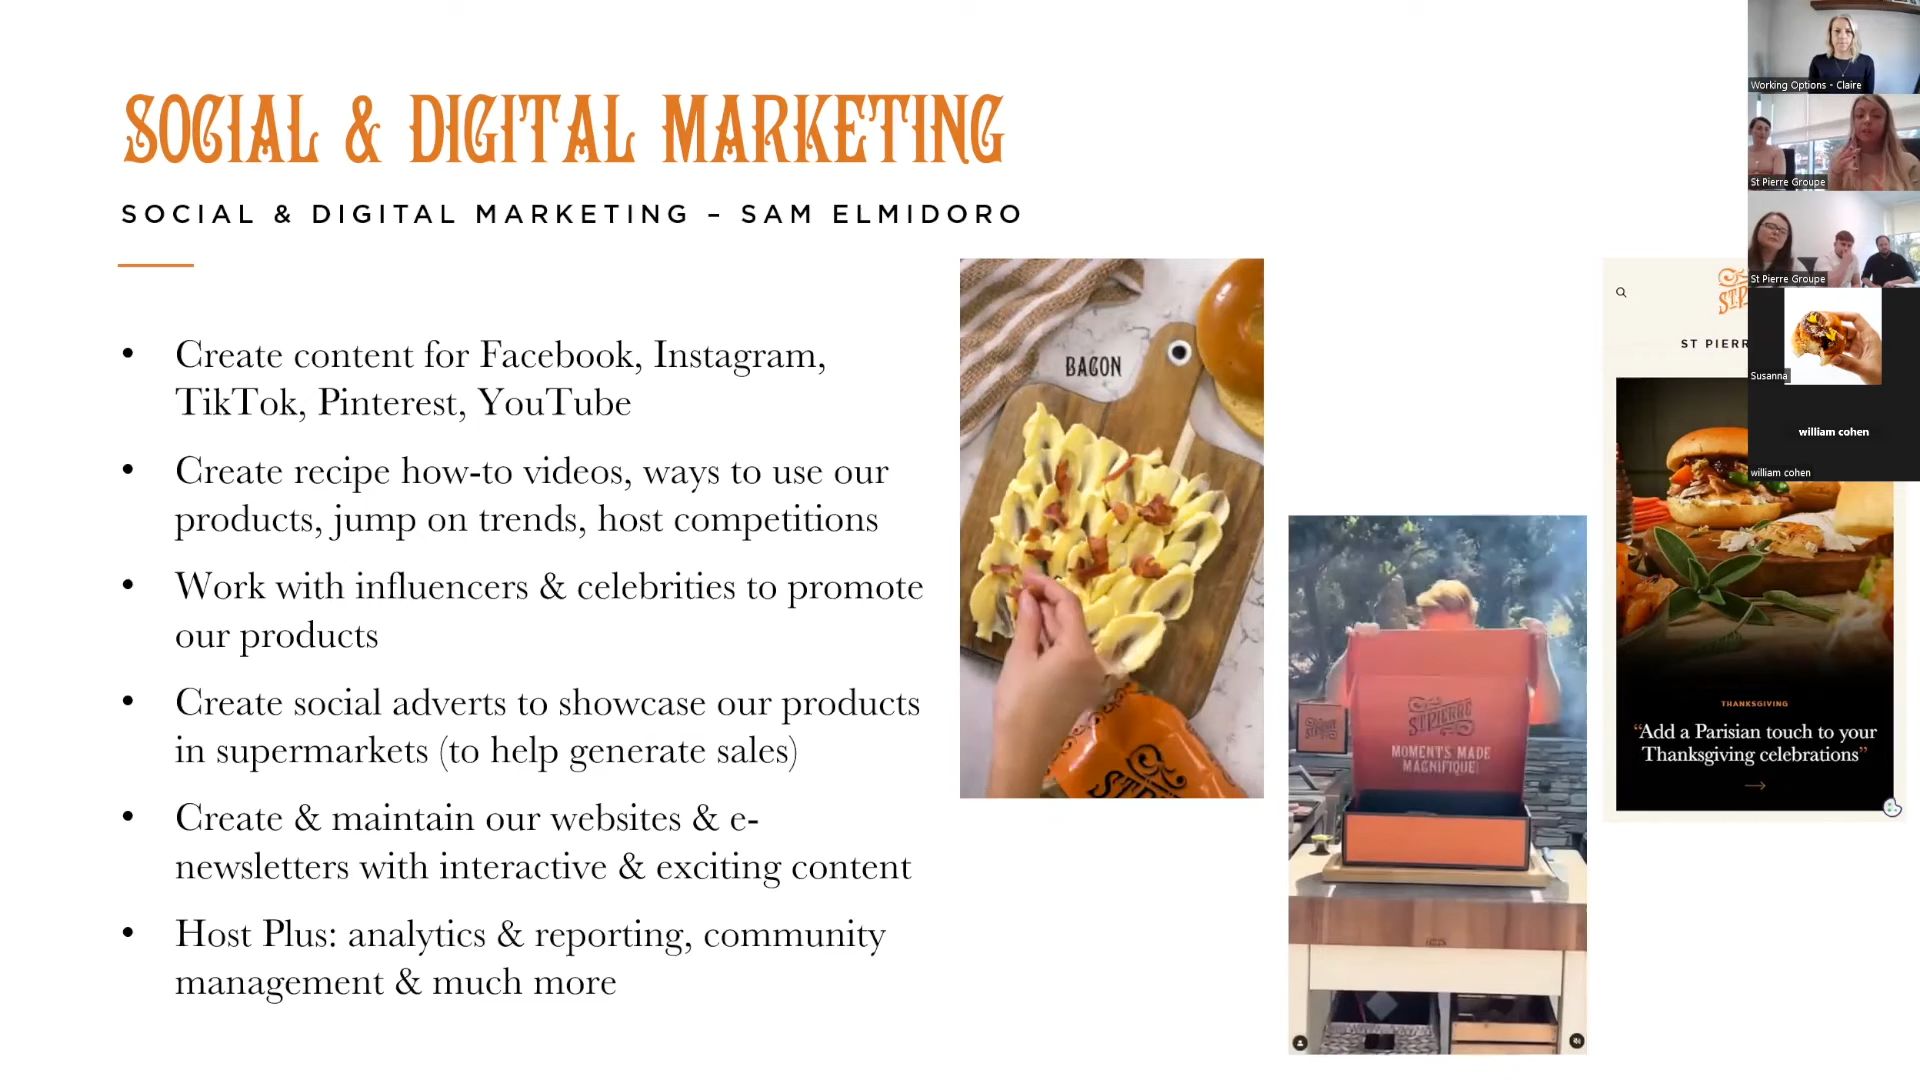 SOCIAL & DIGITAL MARKETING
SOCIAL & DIGITAL MARKETING – SAM ELMIDORO
• Create content for Facebook, Instagram,
TikTok, Pinterest, YouTube
• Create recipe how-to videos, ways to use our
products, jump on trends, host competitions
• Work with influencers & celebrities to promote
our products
• Create social adverts to showcase our products
in supermarkets (to help generate sales)
• Create & maintain our websites & e-
newsletters with interactive & exciting content
• Host Plus: analytics & reporting, community
management & much more
BACON
ST PIERRE
MOMENTS MADE
MAGNIFIQUE
ST PIERR
THANKSGIVING
“Add a Parisian touch to your
Thanksgiving celebrations”
Working Options - Claire
St Pierre Groupe
St Pierre Groupe
Susanna
william cohen
william cohen